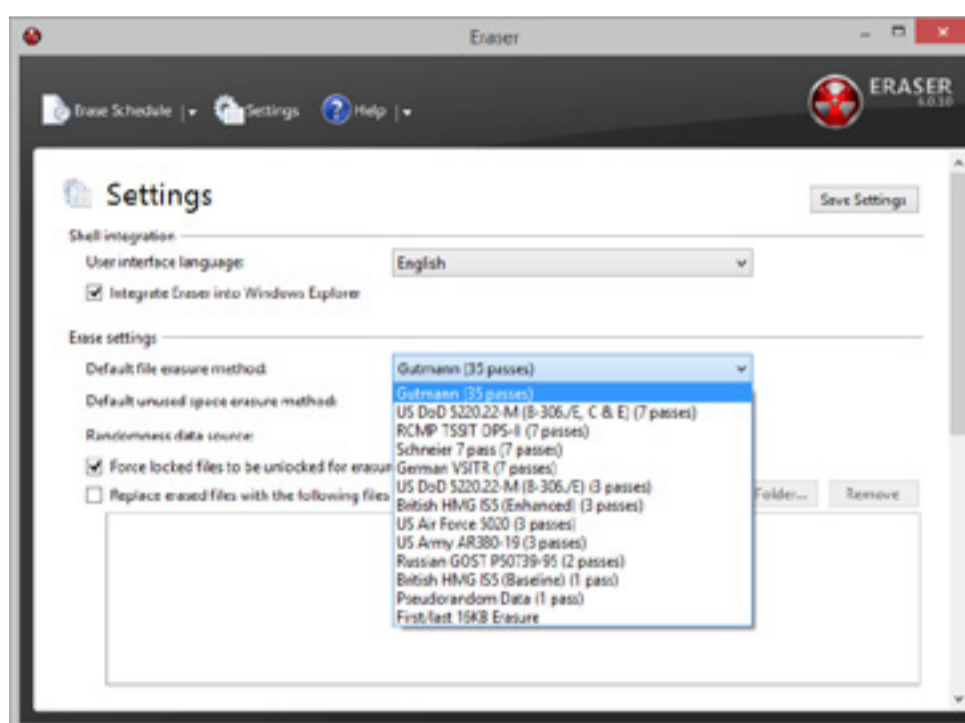 Eraser
Erase Schedule
Settings
Help
ERASER
6.0.10
Settings
Save Settings
Shell integration
User interface language:
English
Integrate Eraser into Windows Explorer
Erase settings
Default file erasure method:
Gutmann (35 passes)
Gutmann (35 passes)
Default unused space erasure method:
US DoD 5220.22-M (8-306./E, C & E) (7 passes)
RCMP TSSIT OPS-II (7 passes)
Randomness data source:
Schneier 7 pass (7 passes)
Force locked files to be unlocked for erasur
German VSITR (7 passes)
US DoD 5220.22-M (8-306./E) (3 passes)
Replace erased files with the following files
Folder...
Remove
British HMG IS5 (Enhanced) (3 passes)
US Air Force 5020 (3 passes)
US Army AR380-19 (3 passes)
Russian GOST P50739-95 (2 passes)
British HMG IS5 (Baseline) (1 pass)
Pseudorandom Data (1 pass)
First/last 16KB Erasure